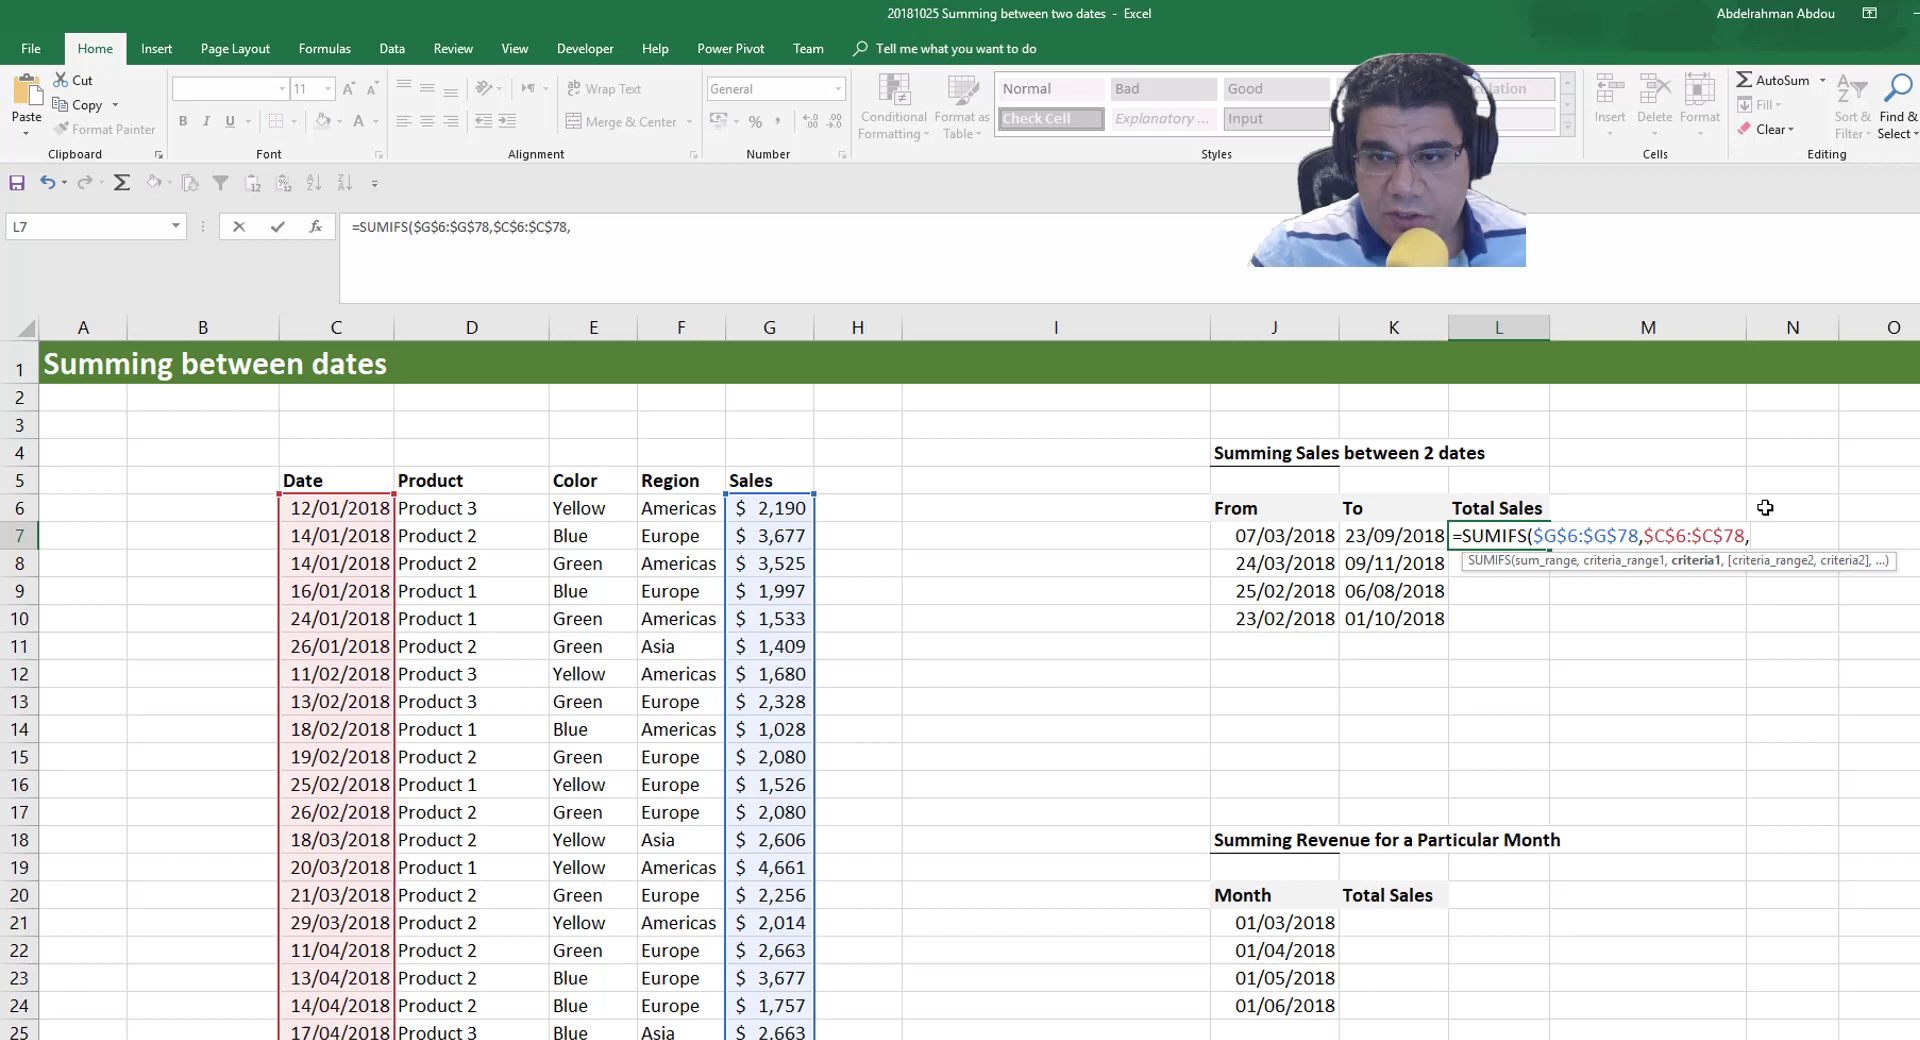 20181025 Summing between two dates - Excel
Abdelrahman Abdou
File Home Insert Page Layout Formulas Data Review View Developer Help Power Pivot Team Tell me what you want to do
Paste
Cut
Copy
Format Painter
Clipboard
11
B I U
A
Font
Wrap Text
Merge & Center
Alignment
General
%
Number
Conditional Formatting
Format as Table
Normal Bad Good
Check Cell Explanatory ... Input
Styles
Insert Delete Format
Cells
AutoSum
Fill
Clear
Sort & Filter
Find & Select
Editing
L7
fx
=SUMIFS($G$6:$G$78,$C$6:$C$78,
A B C D E F G H I J K L M N O
1 Summing between dates
2
3
4 Summing Sales between 2 dates
5 Date Product Color Region Sales
6 12/01/2018 Product 3 Yellow Americas $ 2,190 From To Total Sales
7 14/01/2018 Product 2 Blue Europe $ 3,677 07/03/2018 23/09/2018 =SUMIFS($G$6:$G$78,$C$6:$C$78,
SUMIFS(sum_range, criteria_range1, criteria1, [criteria_range2, criteria2], ...)
8 14/01/2018 Product 2 Green Americas $ 3,525 24/03/2018 09/11/2018
9 16/01/2018 Product 1 Blue Europe $ 1,997 25/02/2018 06/08/2018
10 24/01/2018 Product 1 Green Americas $ 1,533 23/02/2018 01/10/2018
11 26/01/2018 Product 2 Green Asia $ 1,409
12 11/02/2018 Product 3 Yellow Americas $ 1,680
13 13/02/2018 Product 3 Green Europe $ 2,328
14 18/02/2018 Product 1 Blue Americas $ 1,028
15 19/02/2018 Product 2 Green Europe $ 2,080
16 25/02/2018 Product 1 Yellow Europe $ 1,526
17 26/02/2018 Product 2 Green Europe $ 2,080
18 18/03/2018 Product 2 Yellow Asia $ 2,606 Summing Revenue for a Particular Month
19 20/03/2018 Product 1 Yellow Americas $ 4,661
20 21/03/2018 Product 2 Green Europe $ 2,256 Month Total Sales
21 29/03/2018 Product 2 Yellow Americas $ 2,014 01/03/2018
22 11/04/2018 Product 2 Green Europe $ 2,663 01/04/2018
23 13/04/2018 Product 2 Blue Europe $ 3,677 01/05/2018
24 14/04/2018 Product 2 Blue Europe $ 1,757 01/06/2018
25 17/04/2018 Product 3 Blue Asia $ 2,663